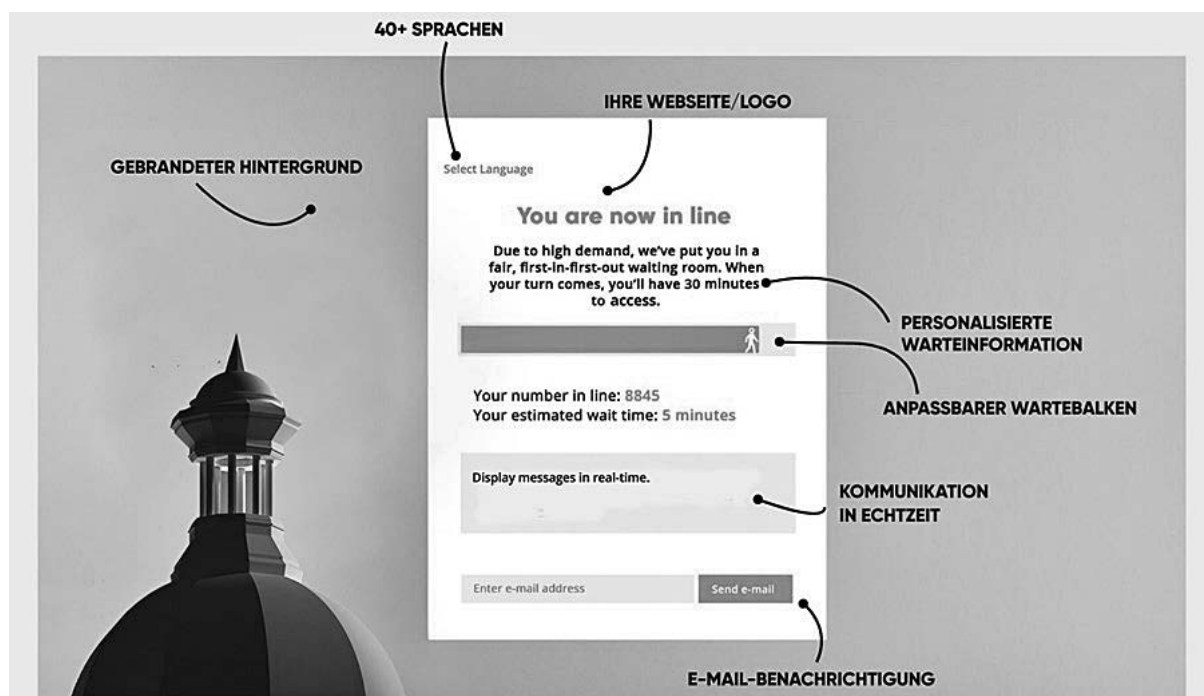 40+ SPRACHEN
IHRE WEBSEITE/LOGO
GEBRANDETER HINTERGRUND
Select Language
You are now in line
Due to high demand, we've put you in a
fair, first-in-first-out waiting room. When
your turn comes, you'll have 30 minutes
to access.
PERSONALISIERTE
WARTEINFORMATION
Your number in line: 8845
Your estimated wait time: 5 minutes
ANPASSBARER WARTEBALKEN
Display messages in real-time.
KOMMUNIKATION
IN ECHTZEIT
Enter e-mail address
Send e-mail
E-MAIL-BENACHRICHTIGUNG